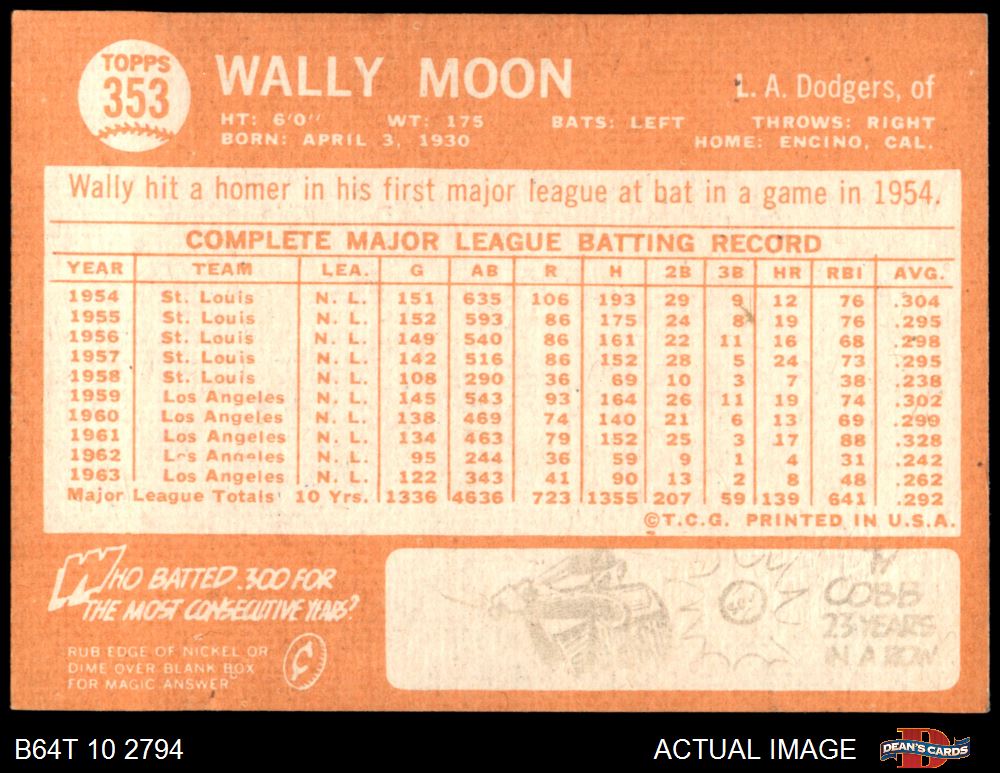 TOPPS
353
WALLY MOON
L. A. Dodgers, of
HT: 6'0" WT: 175 BATS: LEFT THROWS: RIGHT
BORN: APRIL 3, 1930 HOME: ENCINO, CAL.
Wally hit a homer in his first major league at bat in a game in 1954.
COMPLETE MAJOR LEAGUE BATTING RECORD
YEAR TEAM LEA. G AB R H 2B 3B HR RBI AVG.
1954 St. Louis N. L. 151 635 106 193 29 9 12 76 .304
1955 St. Louis N. L. 152 593 86 175 24 8 19 76 .295
1956 St. Louis N. L. 149 540 86 161 22 11 16 68 .298
1957 St. Louis N. L. 142 516 86 152 28 5 24 73 .295
1958 St. Louis N. L. 108 290 36 69 10 3 7 38 .238
1959 Los Angeles N. L. 145 543 93 164 26 11 19 74 .302
1960 Los Angeles N. L. 138 469 74 140 21 6 13 69 .299
1961 Los Angeles N. L. 134 463 79 152 25 3 17 88 .328
1962 Los Angeles N. L. 95 244 36 59 9 1 4 31 .242
1963 Los Angeles N. L. 122 343 41 90 13 2 8 48 .262
Major League Totals 10 Yrs. 1336 4636 723 1355 207 59 139 641 .292
©T.C.G. PRINTED IN U.S.A.
WHO BATTED .300 FOR
THE MOST CONSECUTIVE YEARS?
RUB EDGE OF NICKEL OR
DIME OVER BLANK BOX
FOR MAGIC ANSWER
COBB
23 YEARS
IN A ROW
B64T 10 2794
ACTUAL IMAGE
DEAN'S CARDS